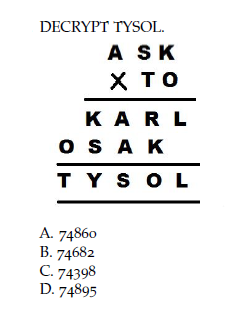 DECRYPT TYSOL.
A S K
X T O
K A R L
O S A K
T Y S O L
A. 74860
B. 74682
C. 74398
D. 74895